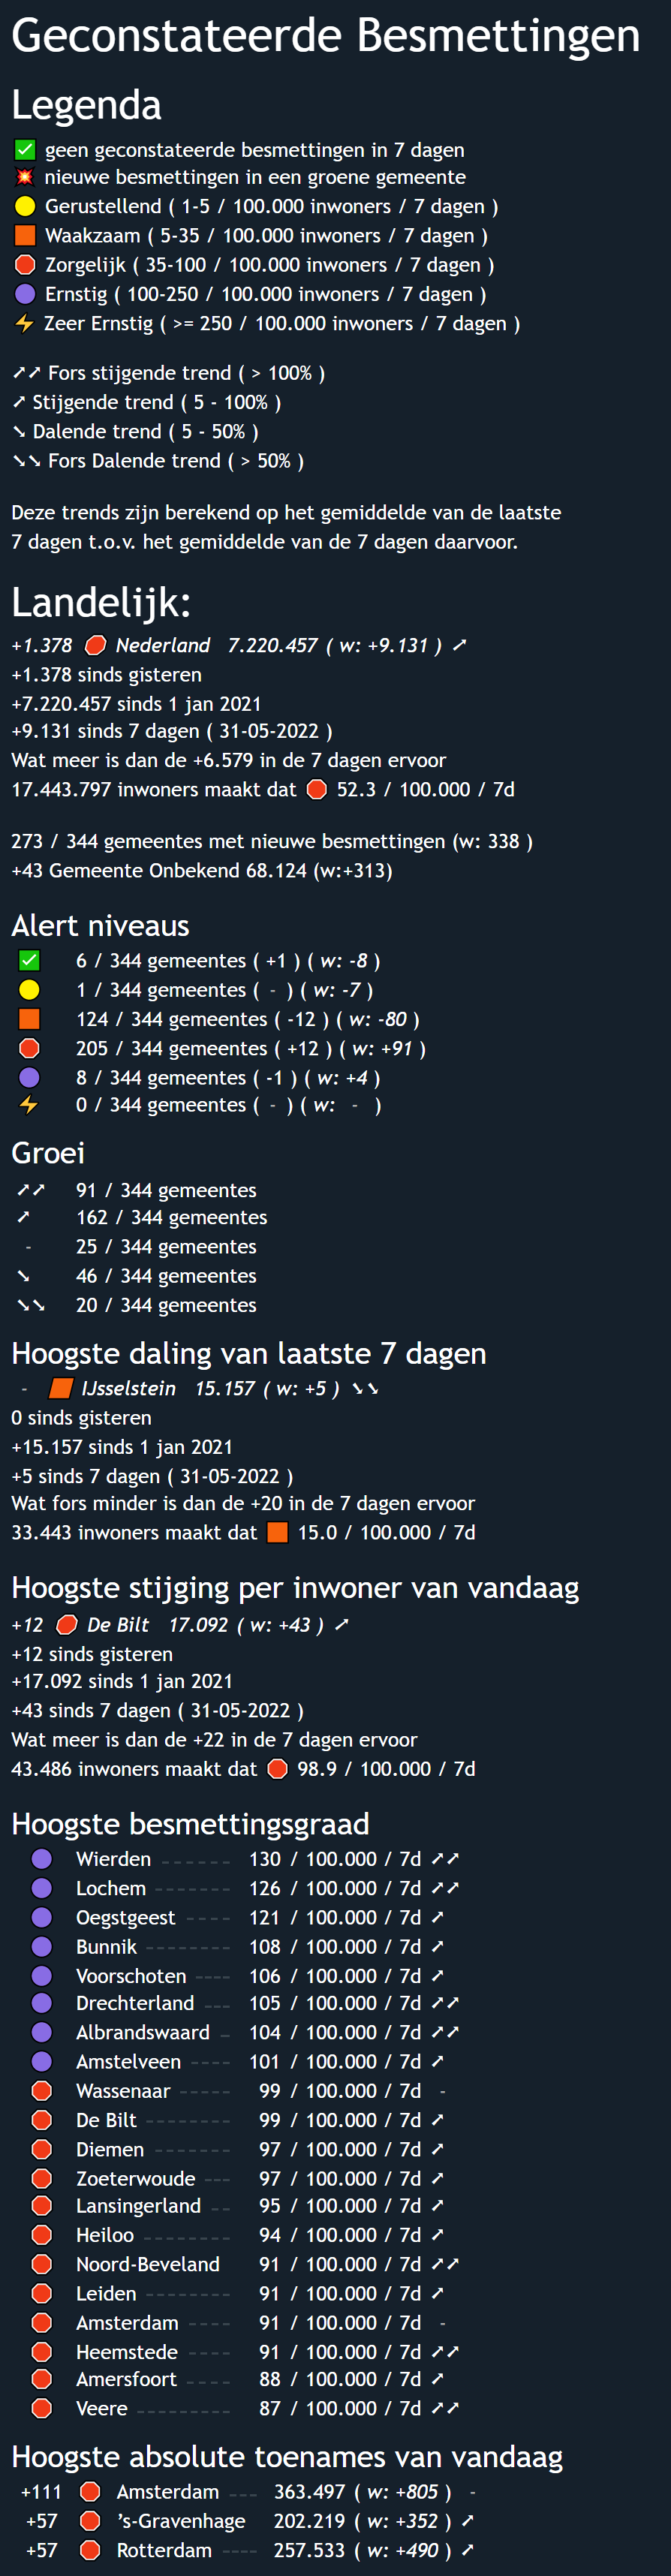 Geconstateerde Besmettingen
Legenda
✅ geen geconstateerde besmettingen in 7 dagen
💥 nieuwe besmettingen in een groene gemeente
🟡 Gerustellend ( 1-5 / 100.000 inwoners / 7 dagen )
🟧 Waakzaam ( 5-35 / 100.000 inwoners / 7 dagen )
🛑 Zorgelijk ( 35-100 / 100.000 inwoners / 7 dagen )
🟣 Ernstig ( 100-250 / 100.000 inwoners / 7 dagen )
⚡ Zeer Ernstig ( >= 250 / 100.000 inwoners / 7 dagen )
➚➚ Fors stijgende trend ( > 100% )
➚ Stijgende trend ( 5 - 100% )
➘ Dalende trend ( 5 - 50% )
➘➘ Fors Dalende trend ( > 50% )
Deze trends zijn berekend op het gemiddelde van de laatste
7 dagen t.o.v. het gemiddelde van de 7 dagen daarvoor.
Landelijk:
+1.378 🛑 Nederland 7.220.457 ( w: +9.131 ) ➚
+1.378 sinds gisteren
+7.220.457 sinds 1 jan 2021
+9.131 sinds 7 dagen ( 31-05-2022 )
Wat meer is dan de +6.579 in de 7 dagen ervoor
17.443.797 inwoners maakt dat 🛑 52.3 / 100.000 / 7d
273 / 344 gemeentes met nieuwe besmettingen (w: 338 )
+43 Gemeente Onbekend 68.124 (w:+313)
Alert niveaus
✅ 6 / 344 gemeentes ( +1 ) ( w: -8 )
🟡 1 / 344 gemeentes ( - ) ( w: -7 )
🟧 124 / 344 gemeentes ( -12 ) ( w: -80 )
🛑 205 / 344 gemeentes ( +12 ) ( w: +91 )
🟣 8 / 344 gemeentes ( -1 ) ( w: +4 )
⚡ 0 / 344 gemeentes ( - ) ( w: - )
Groei
➚➚ 91 / 344 gemeentes
➚ 162 / 344 gemeentes
- 25 / 344 gemeentes
➘ 46 / 344 gemeentes
➘➘ 20 / 344 gemeentes
Hoogste daling van laatste 7 dagen
- 🟧 IJsselstein 15.157 ( w: +5 ) ➘➘
0 sinds gisteren
+15.157 sinds 1 jan 2021
+5 sinds 7 dagen ( 31-05-2022 )
Wat fors minder is dan de +20 in de 7 dagen ervoor
33.443 inwoners maakt dat 🟧 15.0 / 100.000 / 7d
Hoogste stijging per inwoner van vandaag
+12 🛑 De Bilt 17.092 ( w: +43 ) ➚
+12 sinds gisteren
+17.092 sinds 1 jan 2021
+43 sinds 7 dagen ( 31-05-2022 )
Wat meer is dan de +22 in de 7 dagen ervoor
43.486 inwoners maakt dat 🛑 98.9 / 100.000 / 7d
Hoogste besmettingsgraad
🟣 Wierden ------ 130 / 100.000 / 7d ➚➚
🟣 Lochem ------- 126 / 100.000 / 7d ➚➚
🟣 Oegstgeest ---- 121 / 100.000 / 7d ➚
🟣 Bunnik -------- 108 / 100.000 / 7d ➚
🟣 Voorschoten ---- 106 / 100.000 / 7d ➚
🟣 Drechterland --- 105 / 100.000 / 7d ➚➚
🟣 Albrandswaard - 104 / 100.000 / 7d ➚➚
🟣 Amstelveen ---- 101 / 100.000 / 7d ➚
🛑 Wassenaar ----- 99 / 100.000 / 7d -
🛑 De Bilt -------- 99 / 100.000 / 7d ➚
🛑 Diemen ------- 97 / 100.000 / 7d ➚
🛑 Zoeterwoude --- 97 / 100.000 / 7d ➚
🛑 Lansingerland -- 95 / 100.000 / 7d ➚
🛑 Heiloo -------- 94 / 100.000 / 7d ➚
🛑 Noord-Beveland 91 / 100.000 / 7d ➚➚
🛑 Leiden -------- 91 / 100.000 / 7d ➚
🛑 Amsterdam ---- 91 / 100.000 / 7d -
🛑 Heemstede ---- 91 / 100.000 / 7d ➚➚
🛑 Amersfoort ----- 88 / 100.000 / 7d ➚
🛑 Veere --------- 87 / 100.000 / 7d ➚➚
Hoogste absolute toenames van vandaag
+111 🛑 Amsterdam --- 363.497 ( w: +805 ) -
+57 🛑 's-Gravenhage 202.219 ( w: +352 ) ➚
+57 🛑 Rotterdam ---- 257.533 ( w: +490 ) ➚